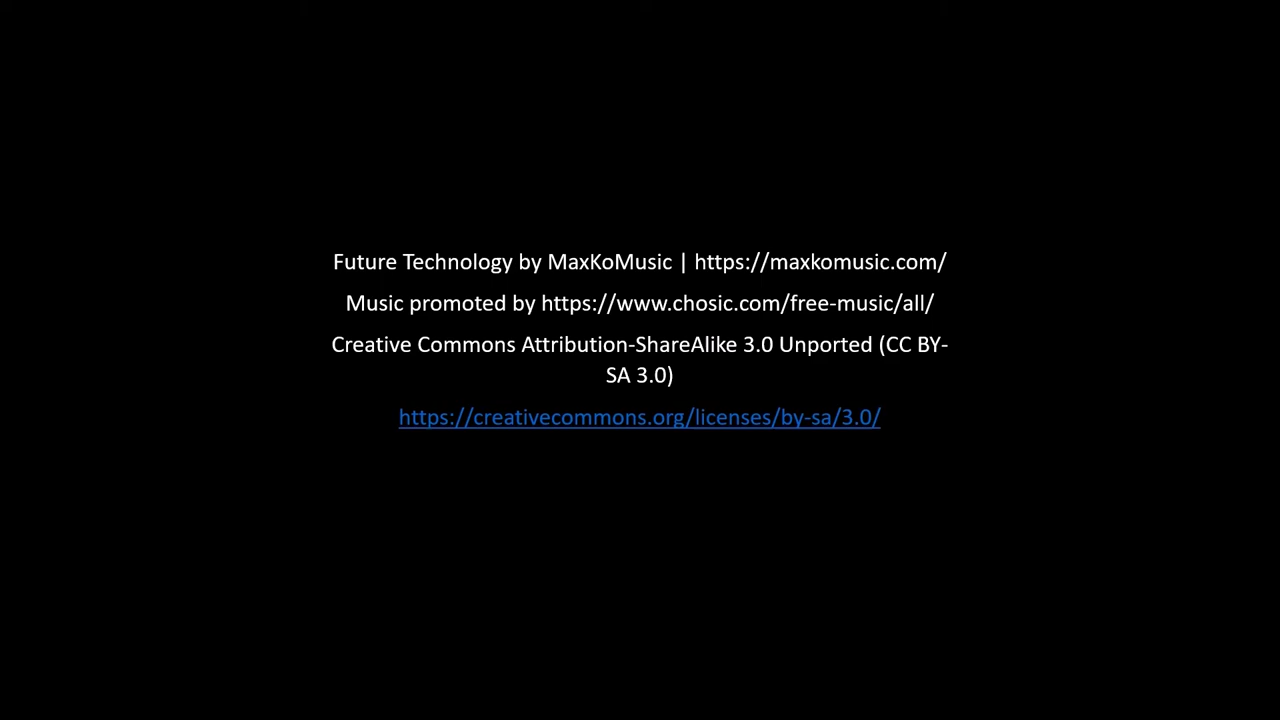 Future Technology by MaxKoMusic | https://maxkomusic.com/
Music promoted by https://www.chosic.com/free-music/all/
Creative Commons Attribution-ShareAlike 3.0 Unported (CC BY-
SA 3.0)
https://creativecommons.org/licenses/by-sa/3.0/